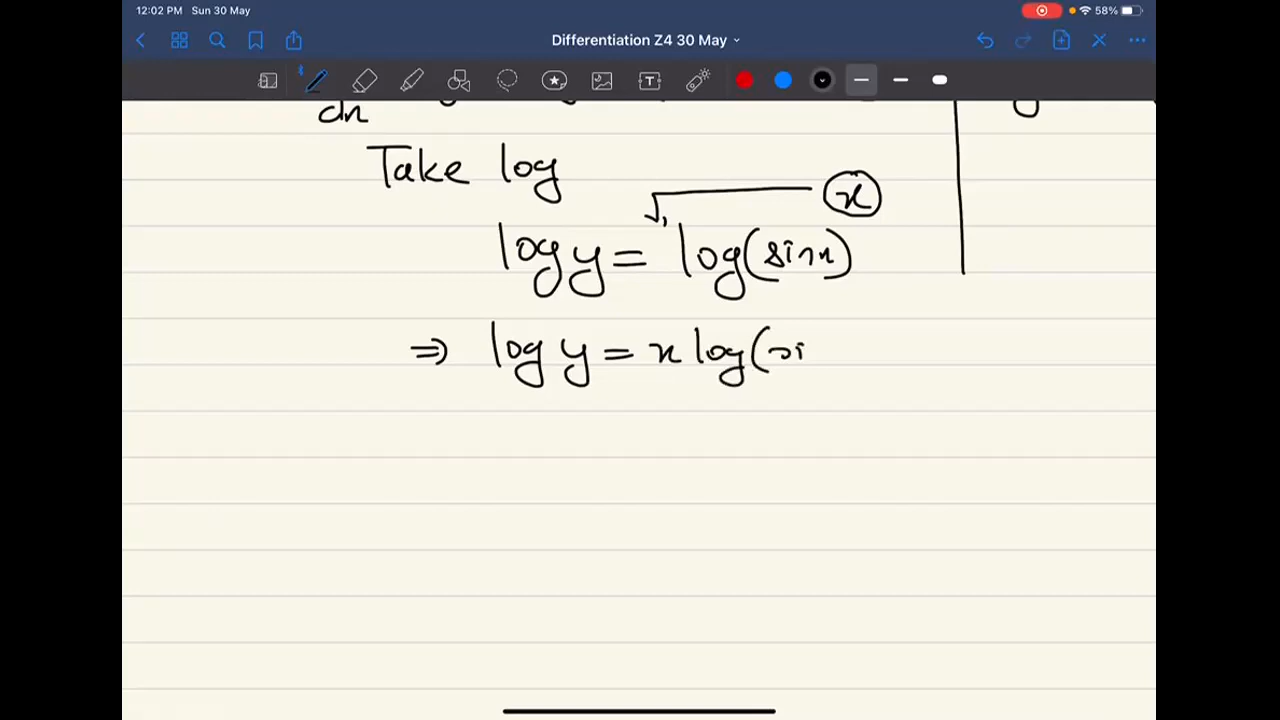 12:02 PM Sun 30 May
58%
Differentiation Z4 30 May
dx
Take log
log y = log(sinx)^x
⇒ log y = x log(si